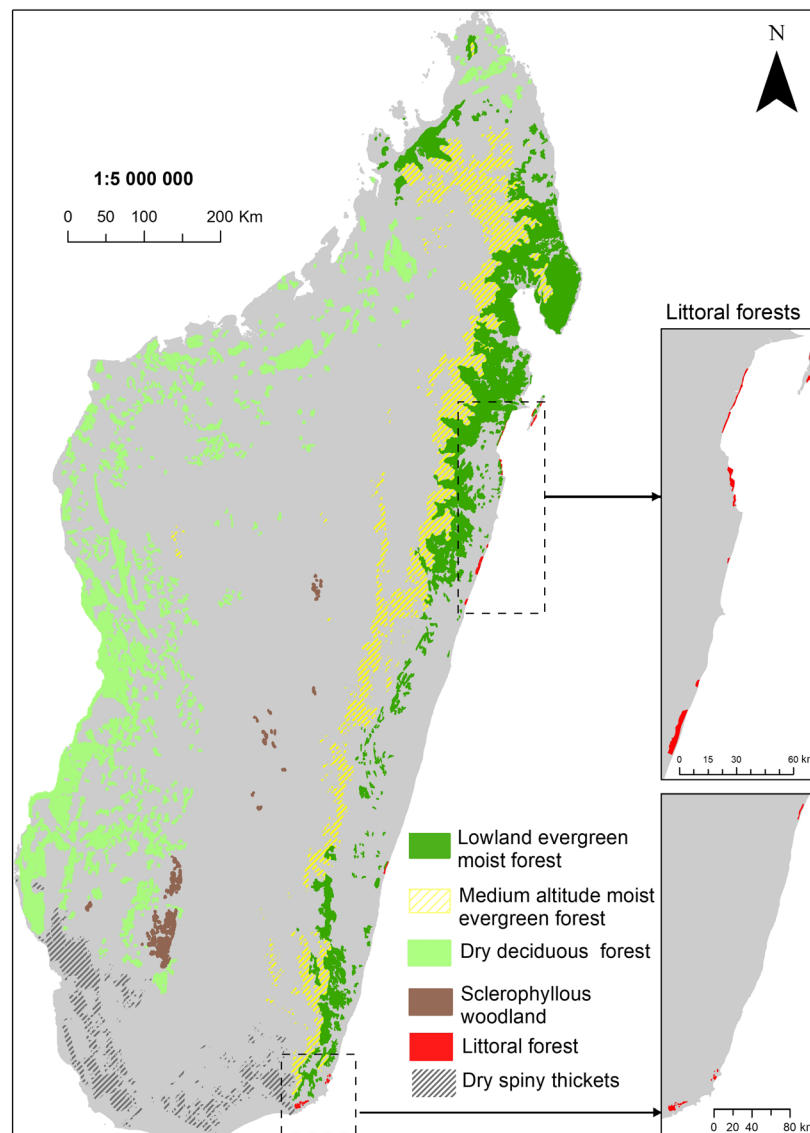 N
1:5 000 000
0 50 100 200 Km
Littoral forests
0 15 30 60 km
Lowland evergreen
moist forest
Medium altitude moist
evergreen forest
Dry deciduous forest
Sclerophyllous
woodland
Littoral forest
Dry spiny thickets
0 20 40 80 km